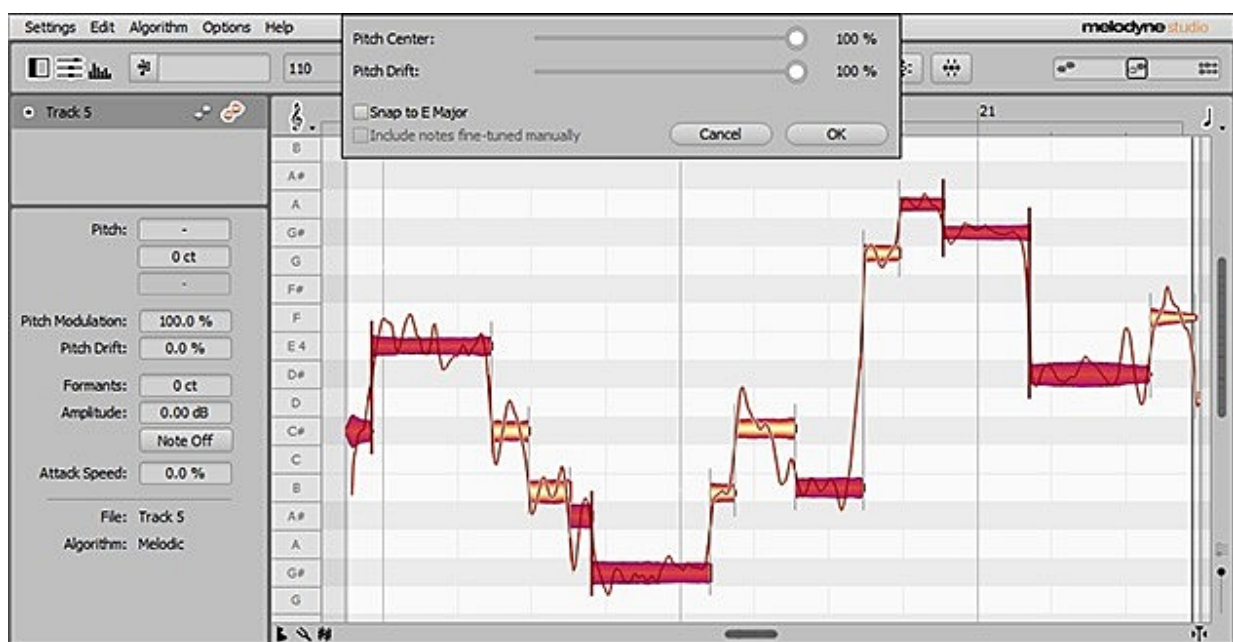 Settings Edit Algorithm Options Help
melodyne studio
Pitch Center: 100 %
Pitch Drift: 100 %
110
Snap to E Major
Include notes fine-tuned manually
Cancel OK
Track 5
21
B
A#
A
G#
G
F#
F
E 4
D#
D
C#
C
B
A#
A
G#
G
Pitch: -
0 ct
-
Pitch Modulation: 100.0 %
Pitch Drift: 0.0 %
Formants: 0 ct
Amplitude: 0.00 dB
Note Off
Attack Speed: 0.0 %
File: Track 5
Algorithm: Melodic